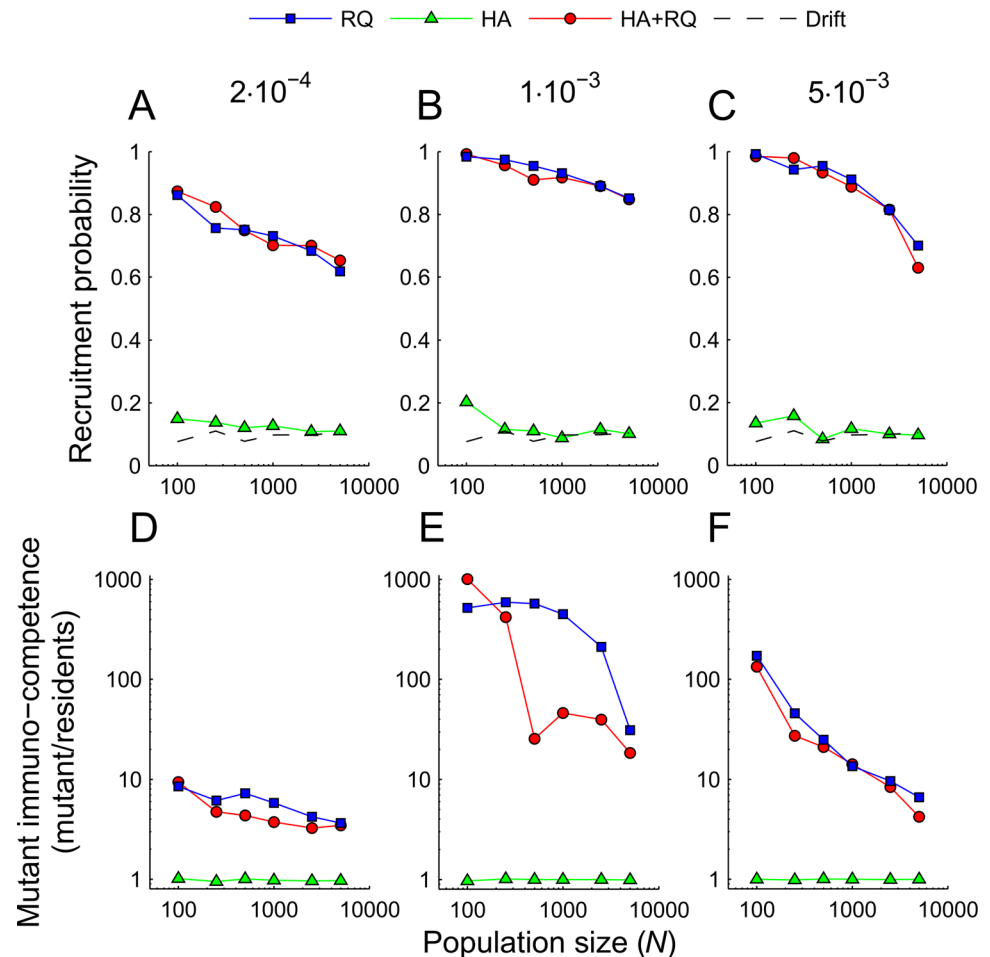 RQ HA HA+RQ Drift
2·10⁻⁴ 1·10⁻³ 5·10⁻³
A B C
Recruitment probability
1
0.8
0.6
0.4
0.2
0
100 1000 10000
100 1000 10000
100 1000 10000
D E F
Mutant immuno−competence
(mutant/residents)
1000 1000 1000
100 100 100
10 10 10
1 1 1
100 1000 10000
100 1000 10000
100 1000 10000
Population size (N)
1
0.8
0.6
0.4
0.2
0
1
0.8
0.6
0.4
0.2
0